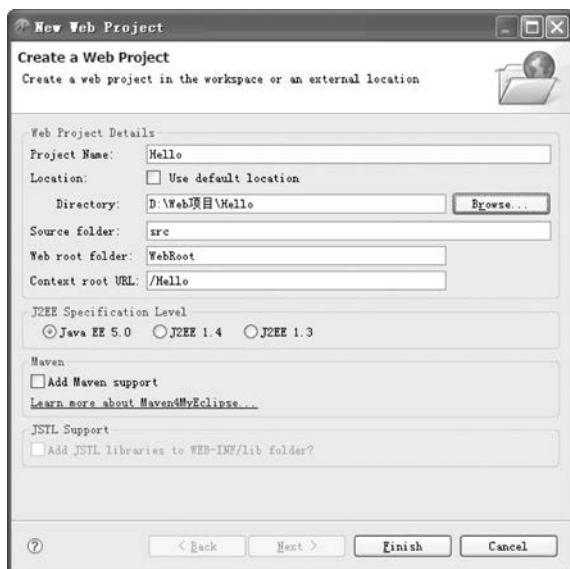 New Web Project
Create a Web Project
Create a web project in the workspace or an external location
Web Project Details
Project Name: Hello
Location: Use default location
Directory: D:\Web项目\Hello Browse...
Source folder: src
Web root folder: WebRoot
Context root URL: /Hello
J2EE Specification Level
Java EE 5.0 J2EE 1.4 J2EE 1.3
Maven
Add Maven support
Learn more about Maven4MyEclipse...
JSTL Support
Add JSTL libraries to WEB-INF/lib folder?
? < Back Next > Finish Cancel